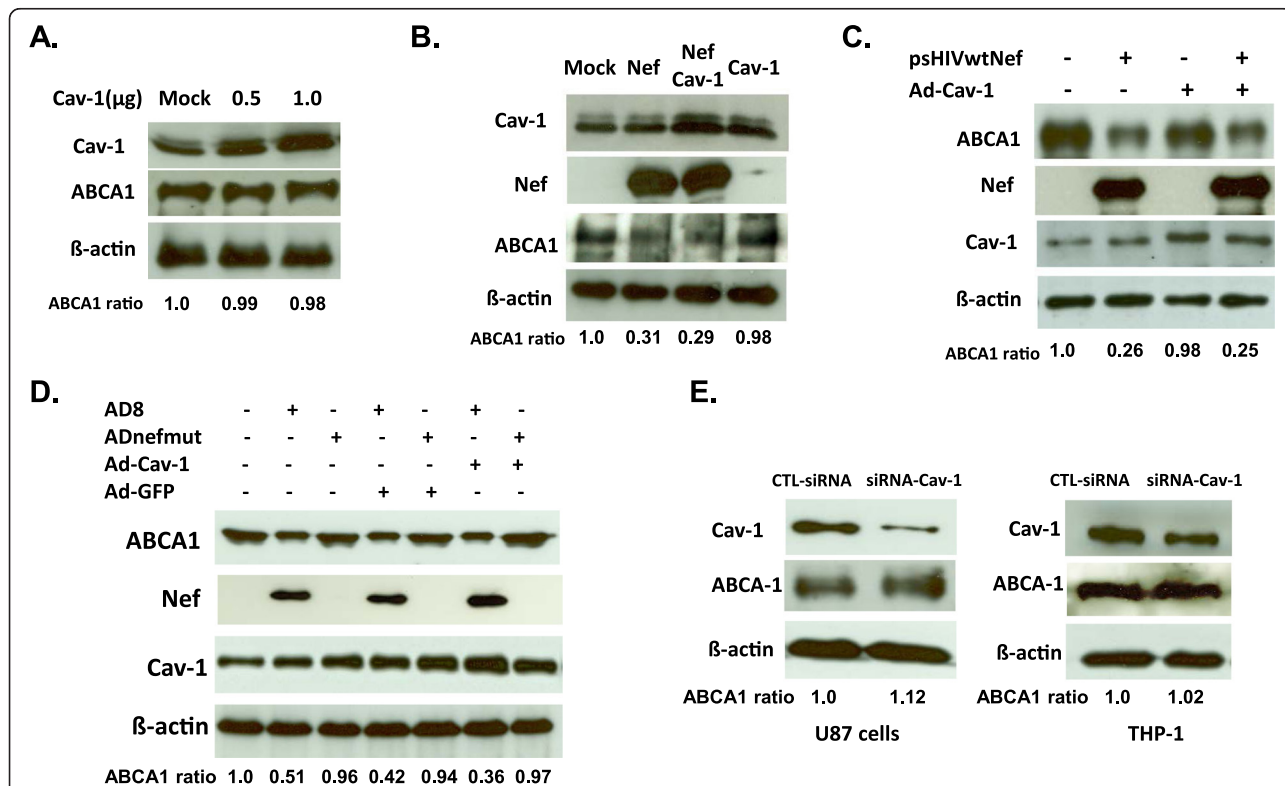 A.
Cav-1(µg) Mock 0.5 1.0
Cav-1
ABCA1
ß-actin
ABCA1 ratio 1.0 0.99 0.98
B.
Mock Nef Nef Cav-1 Cav-1
Cav-1
Nef
ABCA1
ß-actin
ABCA1 ratio 1.0 0.31 0.29 0.98
C.
psHIVwtNef - + - +
Ad-Cav-1 - - + +
ABCA1
Nef
Cav-1
ß-actin
ABCA1 ratio 1.0 0.26 0.98 0.25
D.
AD8 - + - + - + -
ADnefmut - - + - + - +
Ad-Cav-1 - - - - - + +
Ad-GFP - - - + + - -
ABCA1
Nef
Cav-1
ß-actin
ABCA1 ratio 1.0 0.51 0.96 0.42 0.94 0.36 0.97
E.
CTL-siRNA siRNA-Cav-1
Cav-1
ABCA-1
ß-actin
ABCA1 ratio 1.0 1.12
U87 cells
CTL-siRNA siRNA-Cav-1
Cav-1
ABCA-1
ß-actin
ABCA1 ratio 1.0 1.02
THP-1